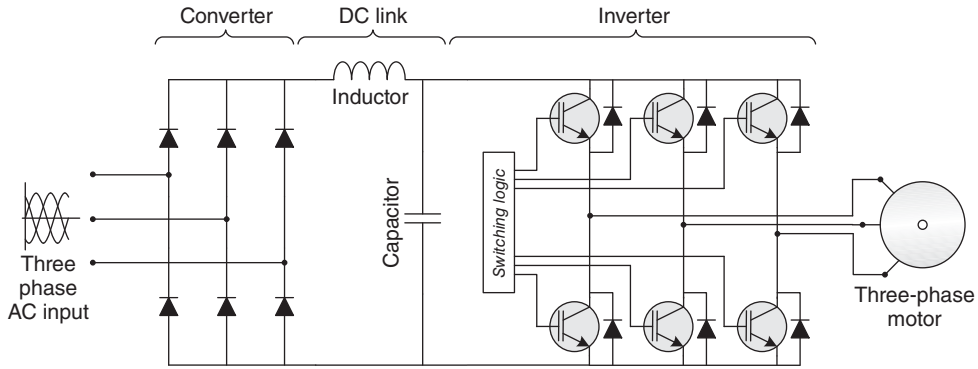 Converter
DC link
Inverter
Inductor
Capacitor
Switching logic
Three
phase
AC input
Three-phase
motor